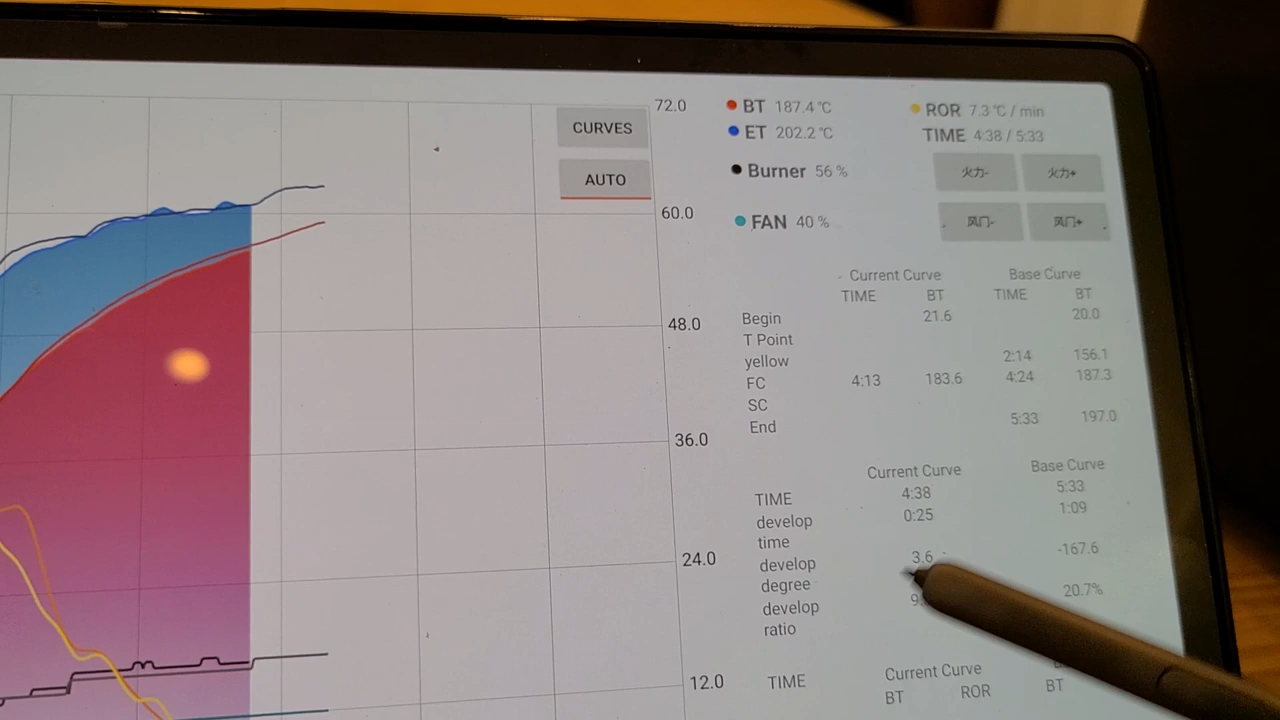 72.0
60.0
48.0
36.0
24.0
12.0
CURVES
AUTO
BT 187.4 ℃
ROR 7.3 ℃ / min
ET 202.2 ℃
TIME 4:38 / 5:33
Burner 56 %
火力-
火力+
FAN 40 %
风门-
风门+
Current Curve Base Curve
TIME BT TIME BT
Begin 21.6 20.0
T Point
yellow 2:14 156.1
FC 4:13 183.6 4:24 187.3
SC
End 5:33 197.0
Current Curve Base Curve
TIME 4:38 5:33
develop time 0:25 1:09
develop degree 3.6 -167.6
develop ratio 20.7%
Current Curve
TIME BT ROR BT